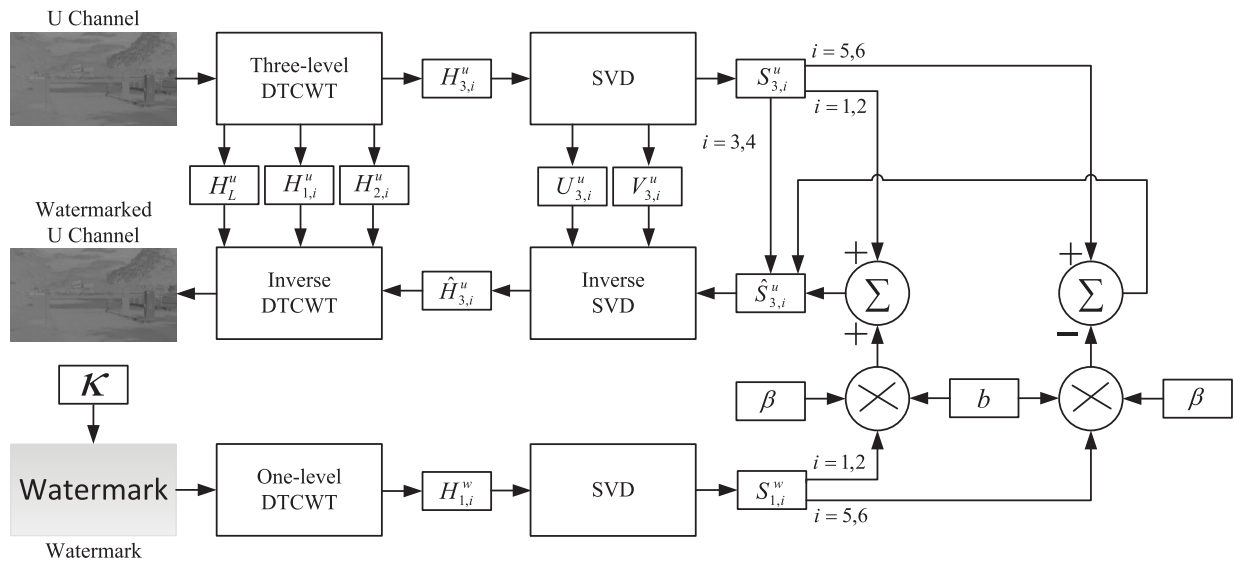 U Channel
Three-level
DTCWT
H^u_{3,i}
SVD
S^u_{3,i}
i = 5,6
i = 1,2
i = 3,4
H^u_L
H^u_{1,i}
H^u_{2,i}
U^u_{3,i}
V^u_{3,i}
Watermarked
U Channel
Inverse
DTCWT
Ĥ^u_{3,i}
Inverse
SVD
Ŝ^u_{3,i}
+
Σ
+
+
Σ
−
κ
β
×
b
×
β
Watermark
One-level
DTCWT
H^w_{1,i}
SVD
S^w_{1,i}
i = 1,2
i = 5,6
Watermark